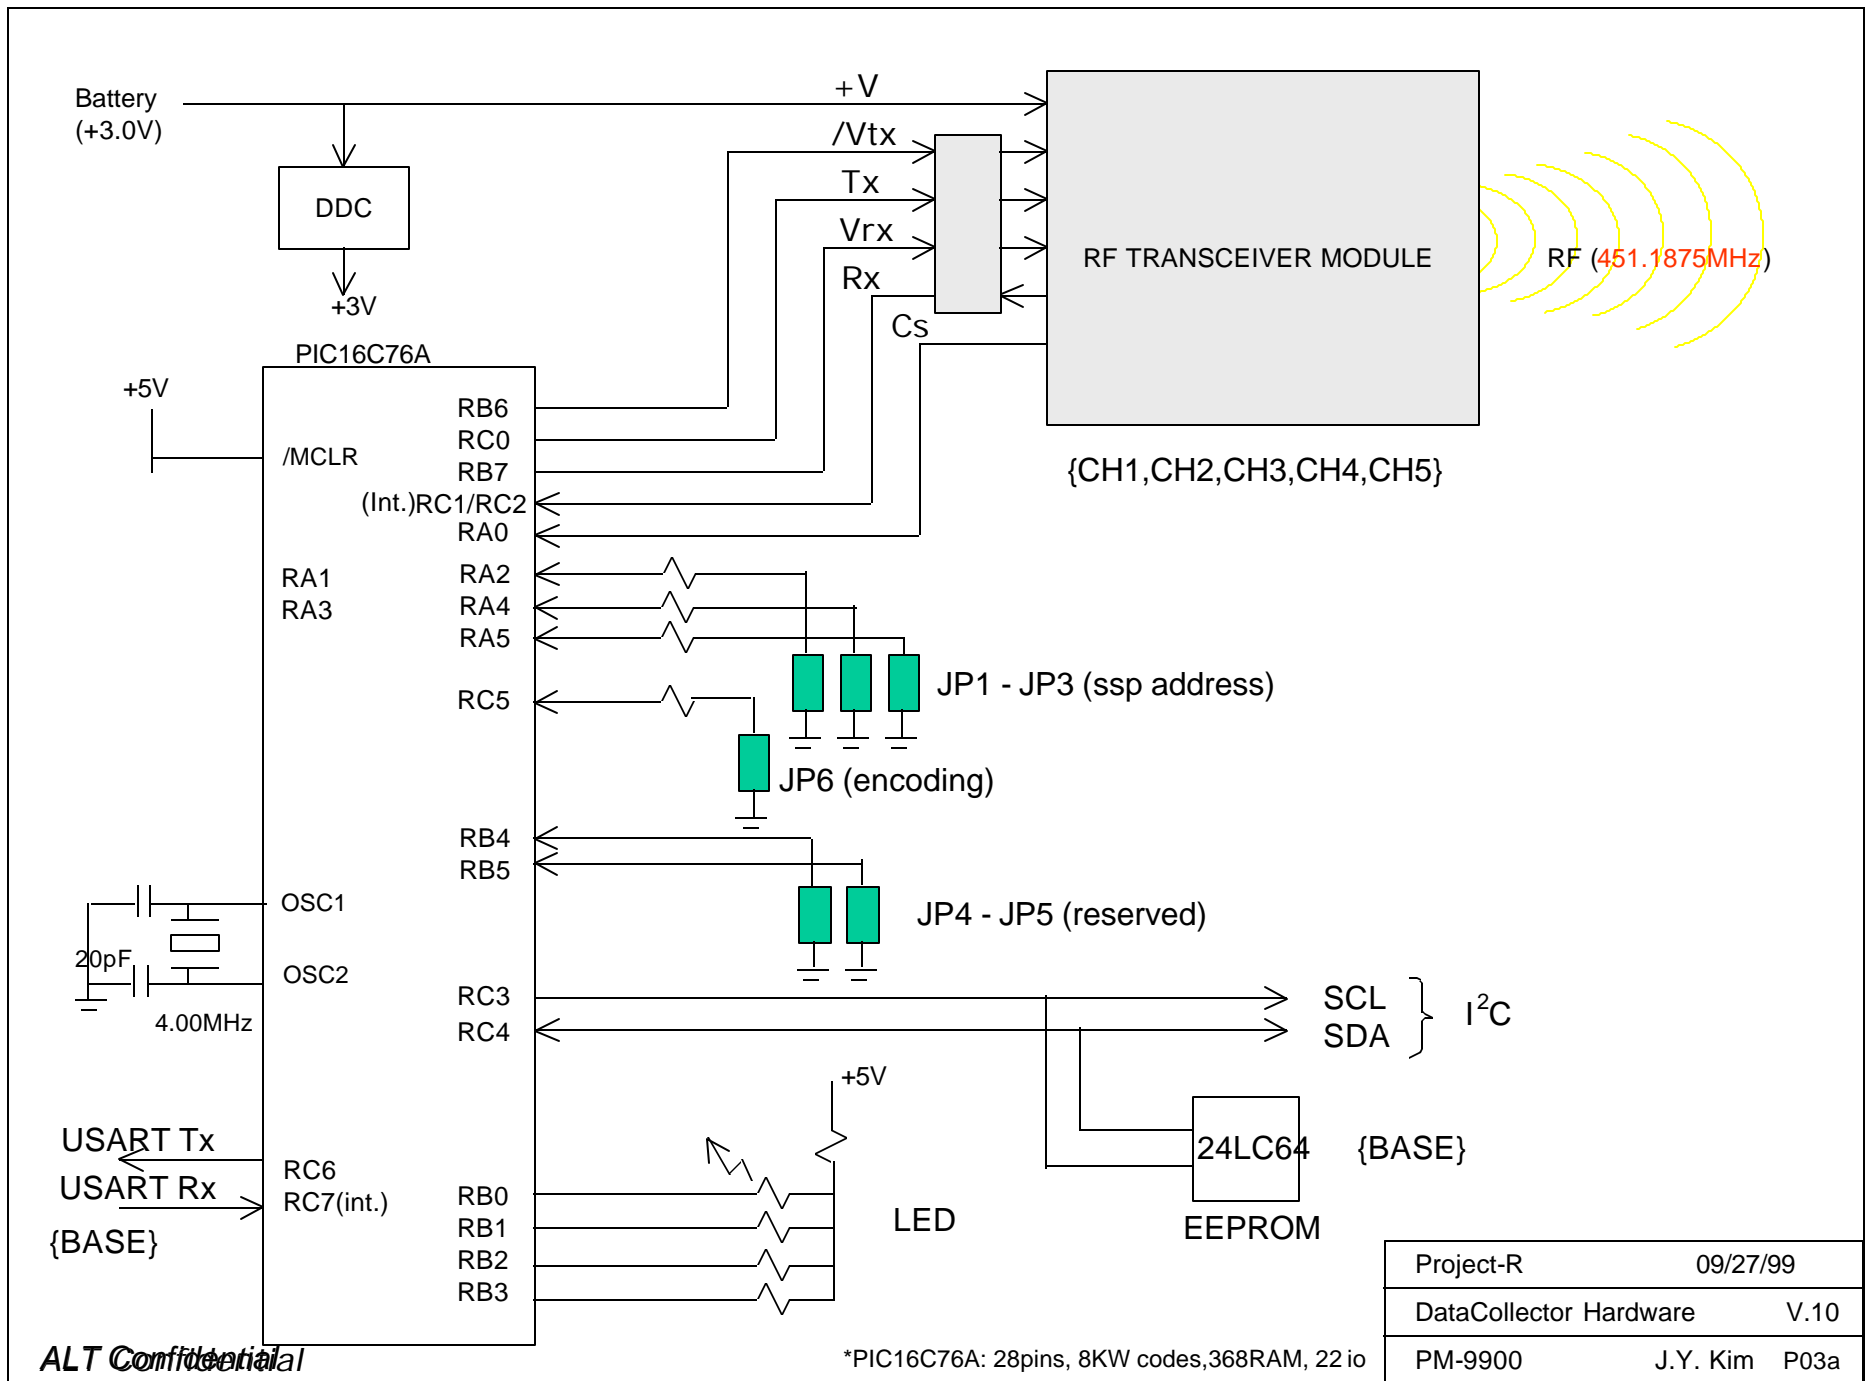 Battery
(+3.0V)
+V
/Vtx
Tx
Vrx
Rx
Cs
DDC
+3V
RF TRANSCEIVER MODULE
RF (451.1875MHz)
{CH1,CH2,CH3,CH4,CH5}
PIC16C76A
+5V
/MCLR
RB6
RC0
RB7
(Int.)RC1/RC2
RA0
RA1
RA3
RA2
RA4
RA5
JP1 - JP3 (ssp address)
RC5
JP6 (encoding)
RB4
RB5
JP4 - JP5 (reserved)
OSC1
20pF
OSC2
4.00MHz
RC3
RC4
SCL
SDA
I²C
+5V
24LC64
{BASE}
EEPROM
USART Tx
USART Rx
{BASE}
RC6
RC7(int.)
RB0
RB1
RB2
RB3
LED
Project-R 09/27/99
DataCollector Hardware V.10
PM-9900 J.Y. Kim P03a
ALT Confidential
*PIC16C76A: 28pins, 8KW codes,368RAM, 22 io